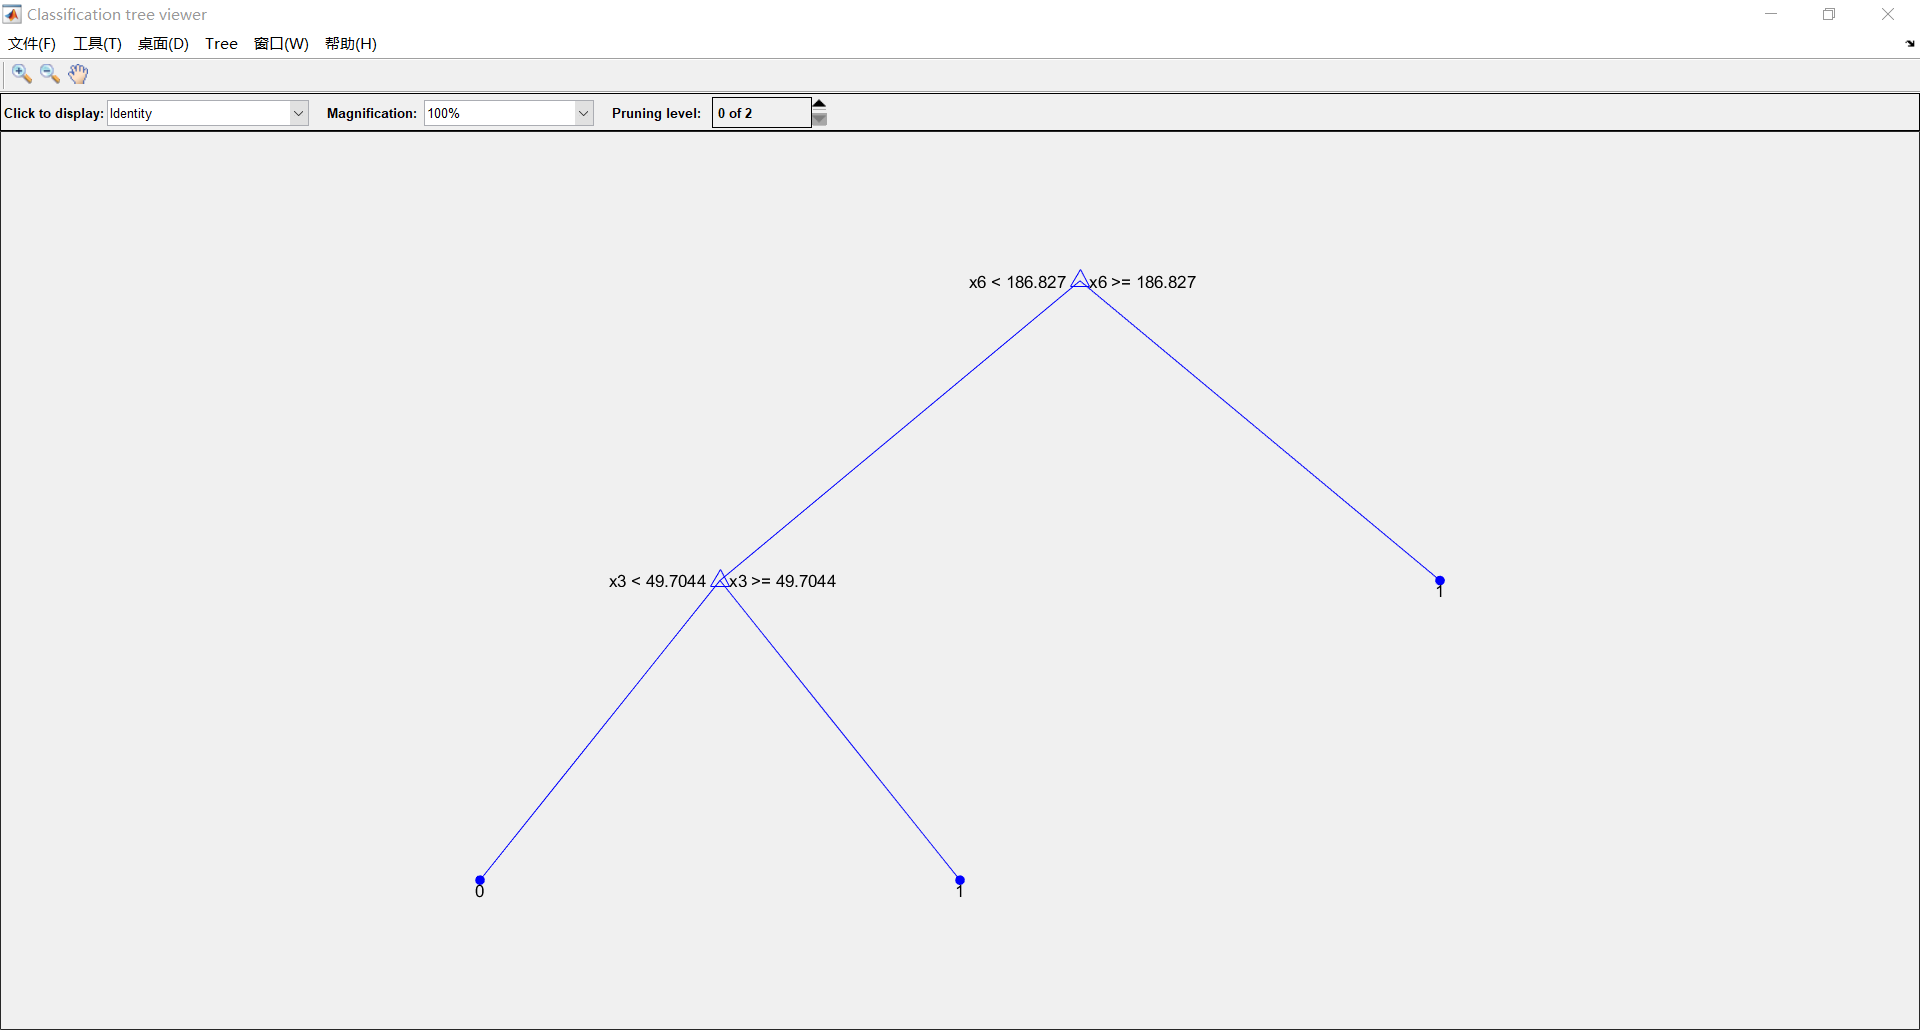 Classification tree viewer
文件(F) 工具(T) 桌面(D) Tree 窗口(W) 帮助(H)
Click to display: Identity Magnification: 100% Pruning level: 0 of 2
x6 < 186.827 x6 >= 186.827
x3 < 49.7044 x3 >= 49.7044
1
0 1